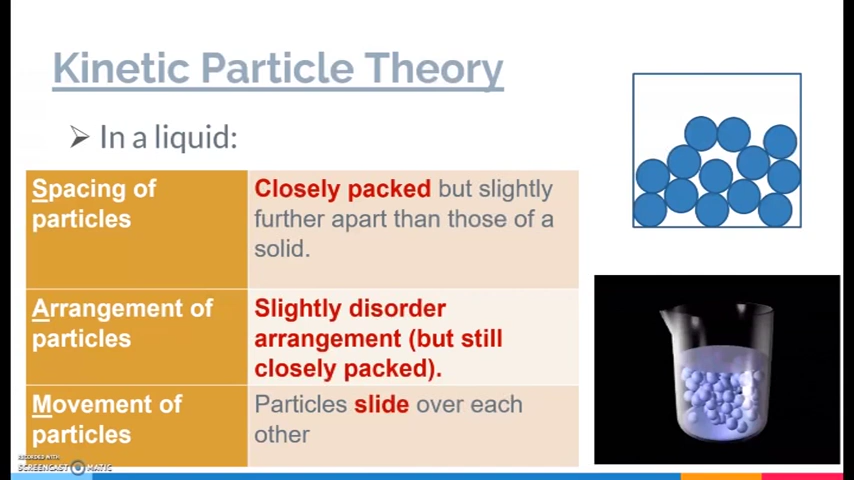 Kinetic Particle Theory
In a liquid:
Spacing of
particles
Closely packed but slightly
further apart than those of a
solid.
Arrangement of
particles
Slightly disorder
arrangement (but still
closely packed).
Movement of
particles
Particles slide over each
other
RECORDED WITH
SCREENCAST MATIC